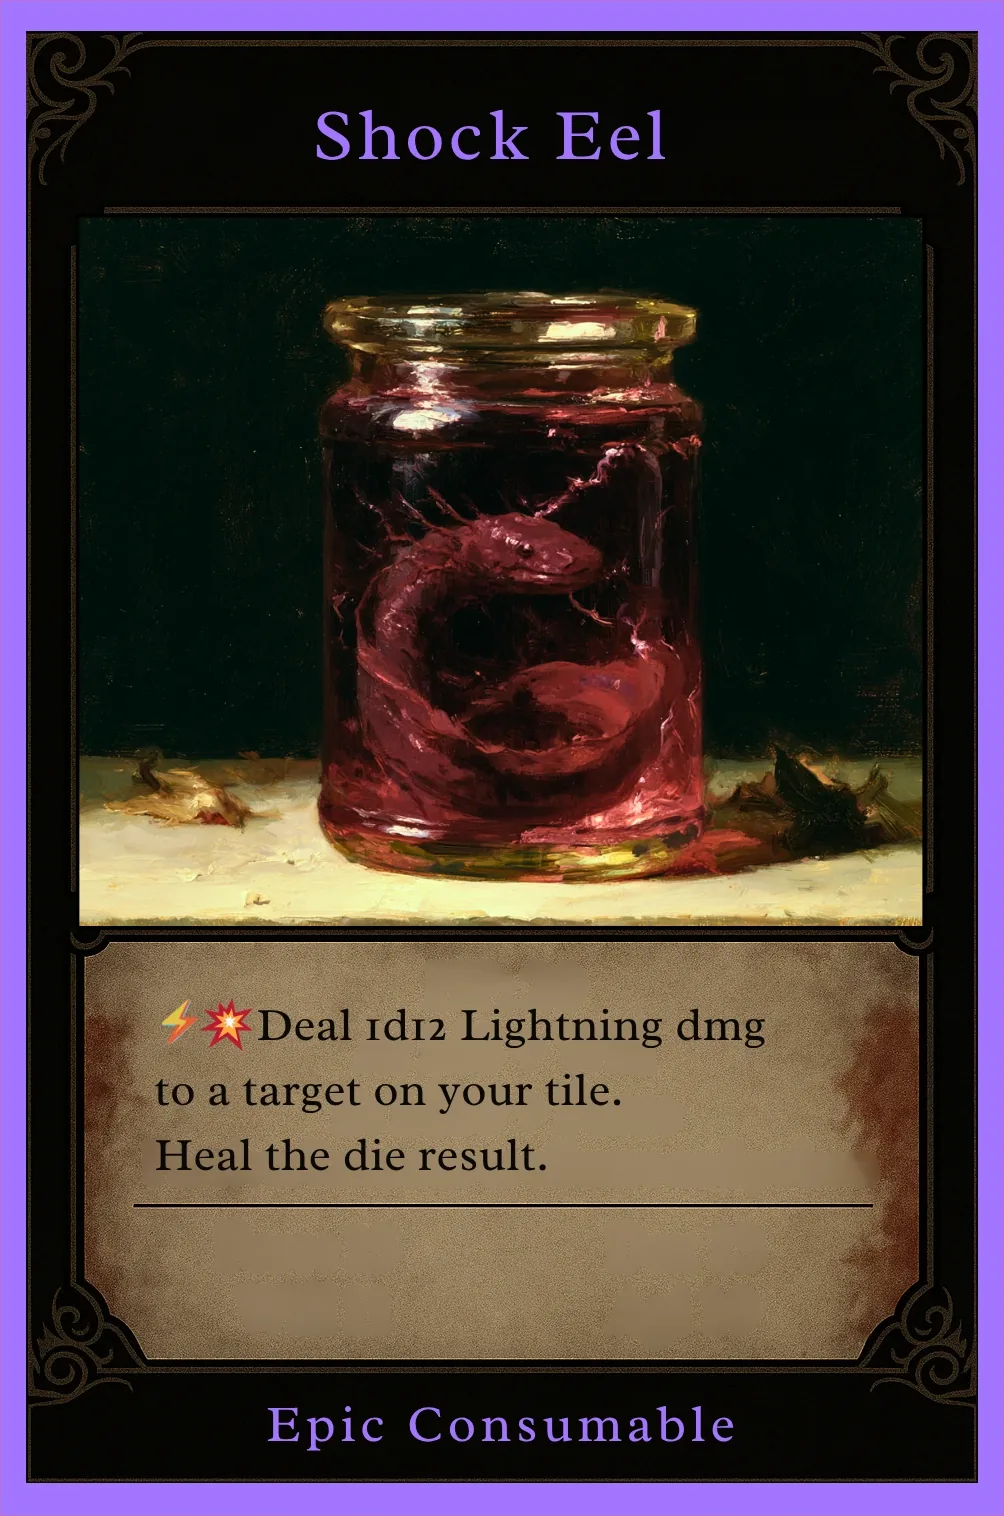 Shock Eel
⚡💥Deal 1d12 Lightning dmg
to a target on your tile.
Heal the die result.
Epic Consumable